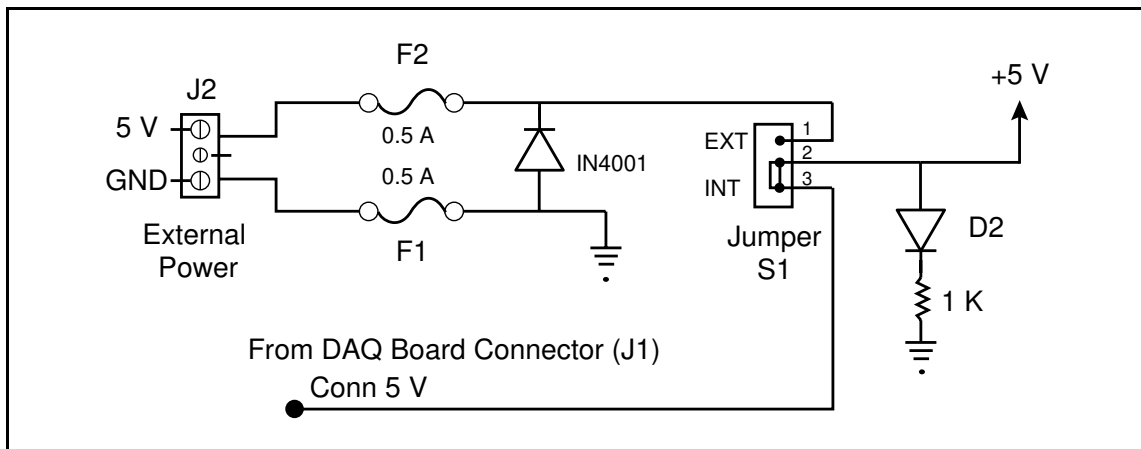 F2
J2
+5 V
5 V
0.5 A
EXT
1
IN4001
2
0.5 A
GND
INT
3
External
Power
F1
Jumper
S1
D2
1 K
From DAQ Board Connector (J1)
Conn 5 V